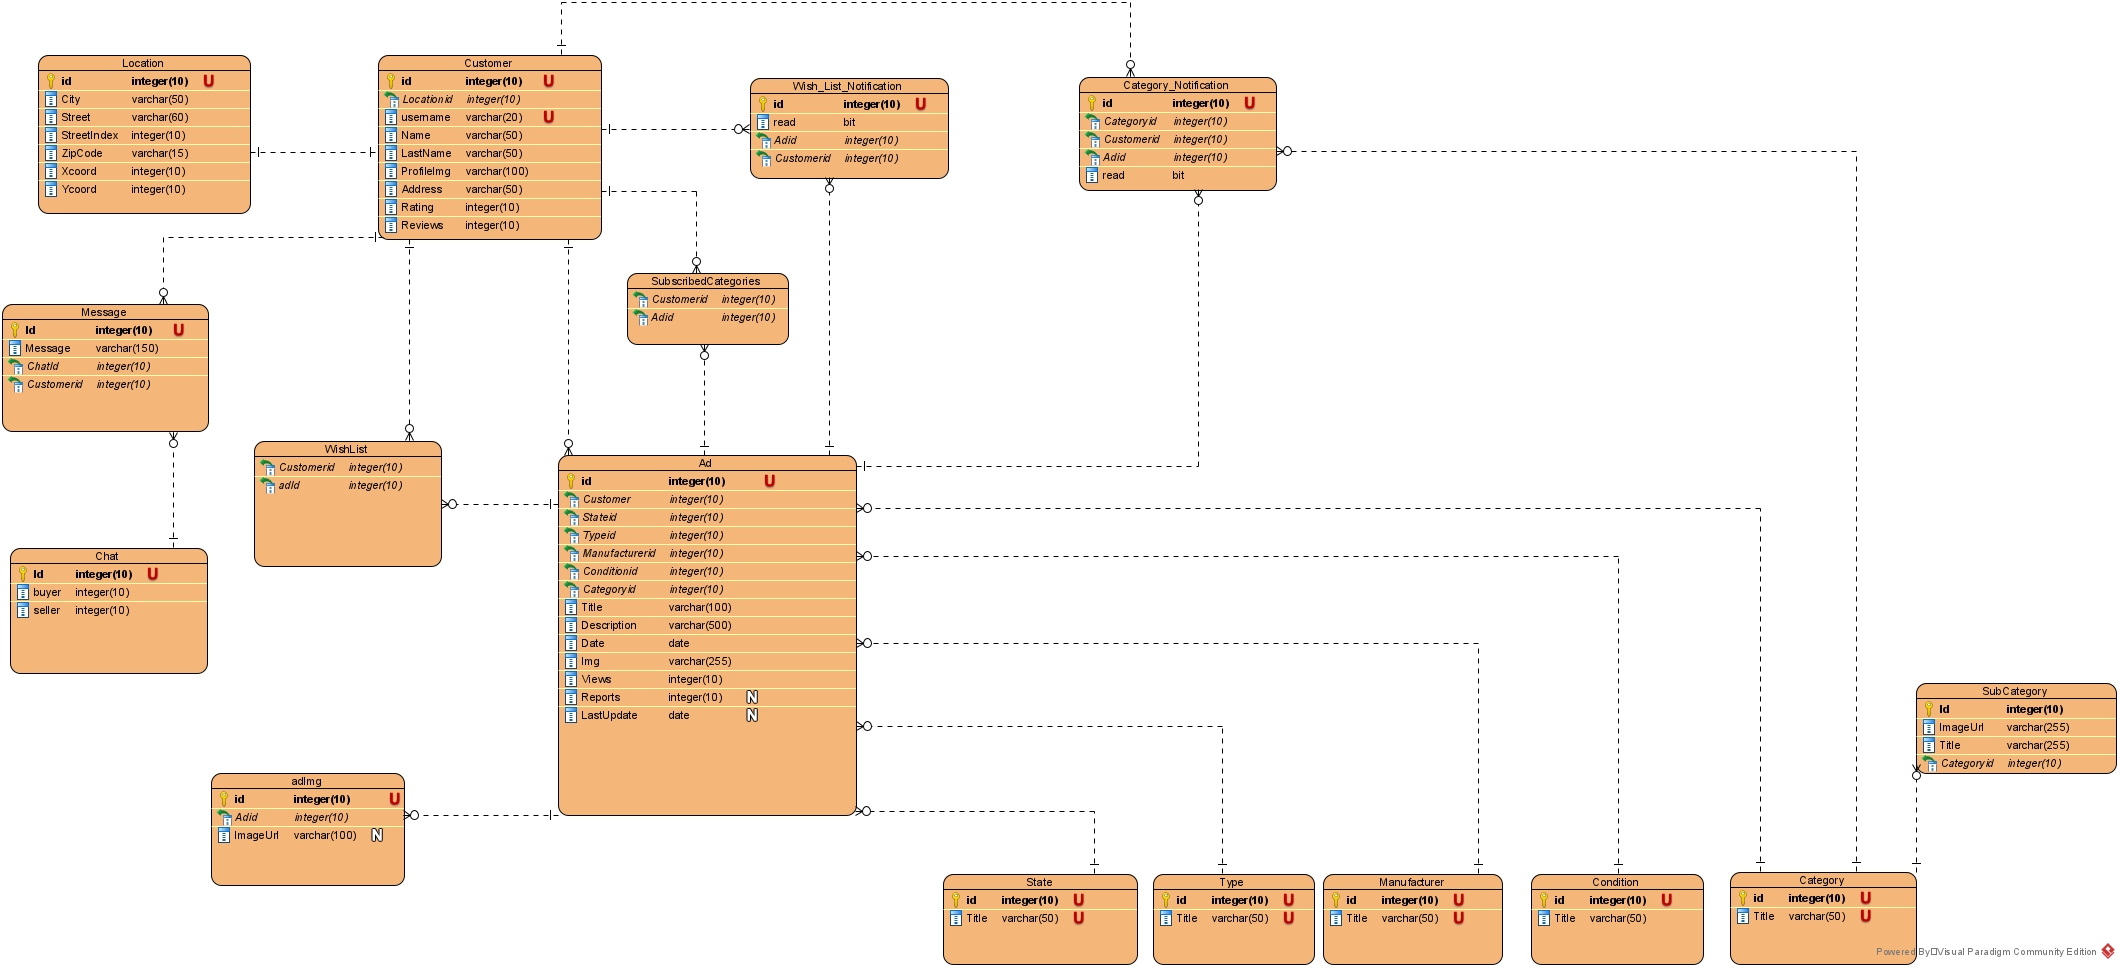 Location
id integer(10) U
City varchar(50)
Street varchar(60)
StreetIndex integer(10)
ZipCode varchar(15)
Xcoord integer(10)
Ycoord integer(10)
Customer
id integer(10) U
Locationid integer(10)
username varchar(20) U
Name varchar(50)
LastName varchar(50)
ProfileImg varchar(100)
Address varchar(50)
Rating integer(10)
Reviews integer(10)
Wish_List_Notification
id integer(10) U
read bit
Adid integer(10)
Customerid integer(10)
Category_Notification
id integer(10) U
Categoryid integer(10)
Customerid integer(10)
Adid integer(10)
read bit
SubscribedCategories
Customerid integer(10)
Adid integer(10)
Message
Id integer(10) U
Message varchar(150)
ChatId integer(10)
Customerid integer(10)
WishList
Customerid integer(10)
adId integer(10)
Chat
Id integer(10) U
buyer integer(10)
seller integer(10)
Ad
id integer(10) U
Customer integer(10)
Stateid integer(10)
Typeid integer(10)
Manufacturerid integer(10)
Conditionid integer(10)
Categoryid integer(10)
Title varchar(100)
Description varchar(500)
Date date
Img varchar(255)
Views integer(10)
Reports integer(10) N
LastUpdate date N
SubCategory
Id integer(10)
ImageUrl varchar(255)
Title varchar(255)
Categoryid integer(10)
adImg
id integer(10) U
Adid integer(10)
ImageUrl varchar(100) N
State
id integer(10) U
Title varchar(50) U
Type
id integer(10) U
Title varchar(50) U
Manufacturer
id integer(10) U
Title varchar(50) U
Condition
id integer(10) U
Title varchar(50)
Category
id integer(10) U
Title varchar(50) U
Powered By□Visual Paradigm Community Edition